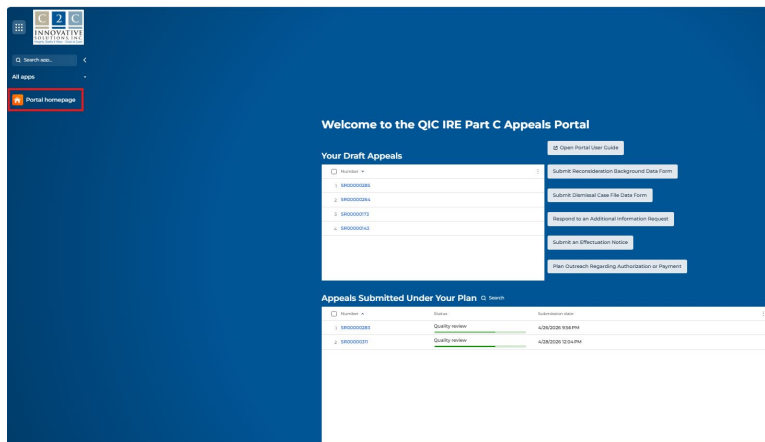 C 2 C
INNOVATIVE
SOLUTIONS, INC
Search app...
All apps
Portal homepage
Welcome to the QIC IRE Part C Appeals Portal
Open Portal User Guide
Your Draft Appeals
Number
Submit Reconsideration Background Data Form
1 SR00000285
2 SR00000264
Submit Dismissal Case File Data Form
3 SR00000173
Respond to an Additional Information Request
4 SR00000143
Submit an Effectuation Notice
Plan Outreach Regarding Authorization or Payment
Appeals Submitted Under Your Plan Search
Number Status Submission date
1 SR00000283 Quality review 4/26/2026 9:56 PM
2 SR00000311 Quality review 4/28/2026 12:04 PM